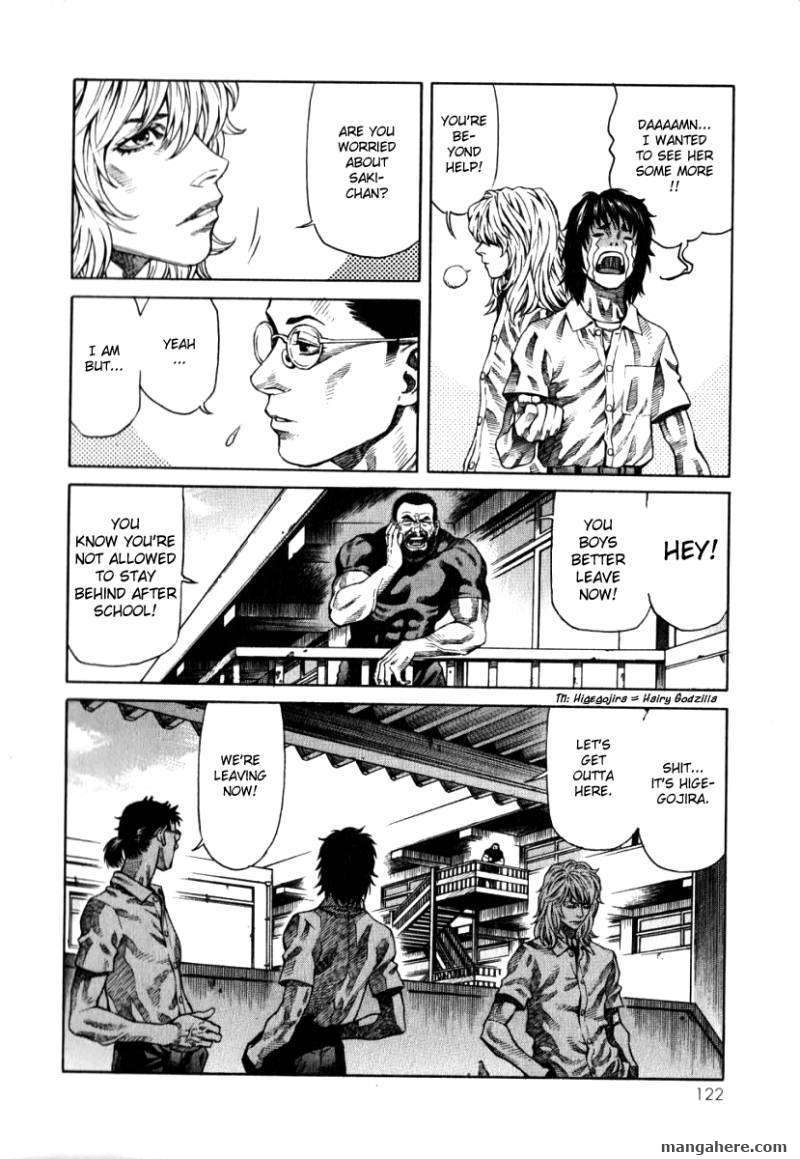 DAAAAMN...
I WANTED
TO SEE HER
SOME MORE
!!
YOU'RE
BE-
YOND
HELP!
ARE YOU
WORRIED
ABOUT
SAKI-
CHAN?
YEAH
...
I AM
BUT...
HEY!
YOU
BOYS
BETTER
LEAVE
NOW!
YOU
KNOW YOU'RE
NOT ALLOWED
TO STAY
BEHIND AFTER
SCHOOL!
TN: Higegojira = Hairy Godzilla
SHIT...
IT'S HIGE-
GOJIRA.
LET'S
GET
OUTTA
HERE.
WE'RE
LEAVING
NOW!
122
mangahere.com